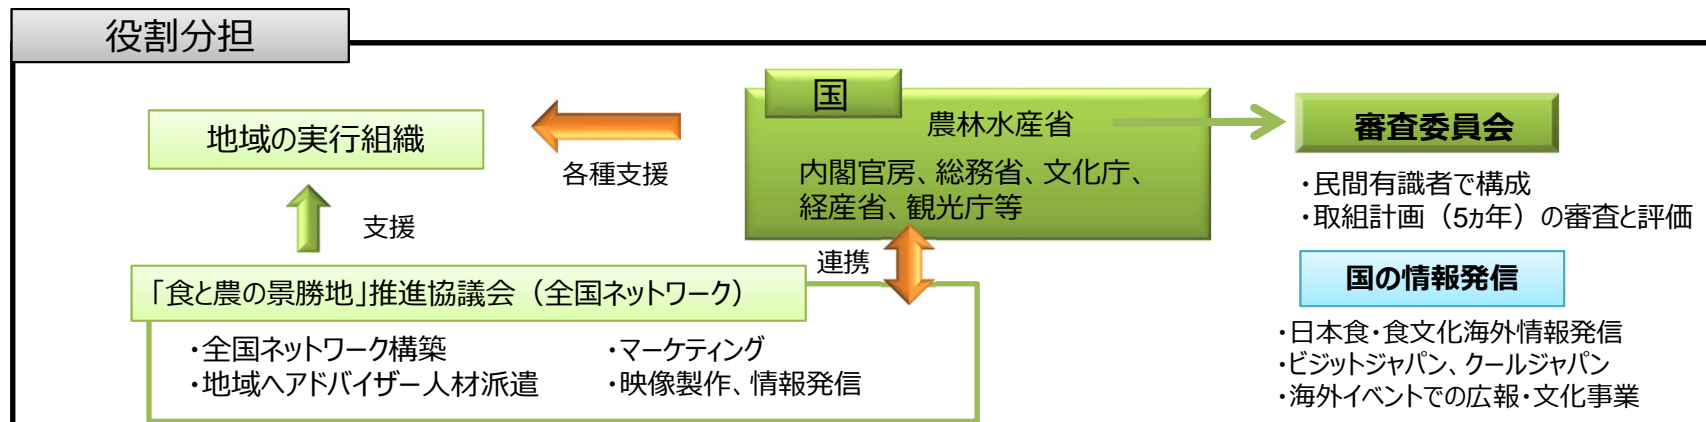 役割分担
国
農林水産省
内閣官房、総務省、文化庁、
経産省、観光庁等
地域の実行組織
各種支援
支援
連携
「食と農の景勝地」推進協議会（全国ネットワーク）
・全国ネットワーク構築
・地域へアドバイザー人材派遣
・マーケティング
・映像製作、情報発信
審査委員会
・民間有識者で構成
・取組計画（5ヵ年）の審査と評価
国の情報発信
・日本食・食文化海外情報発信
・ビジットジャパン、クールジャパン
・海外イベントでの広報・文化事業